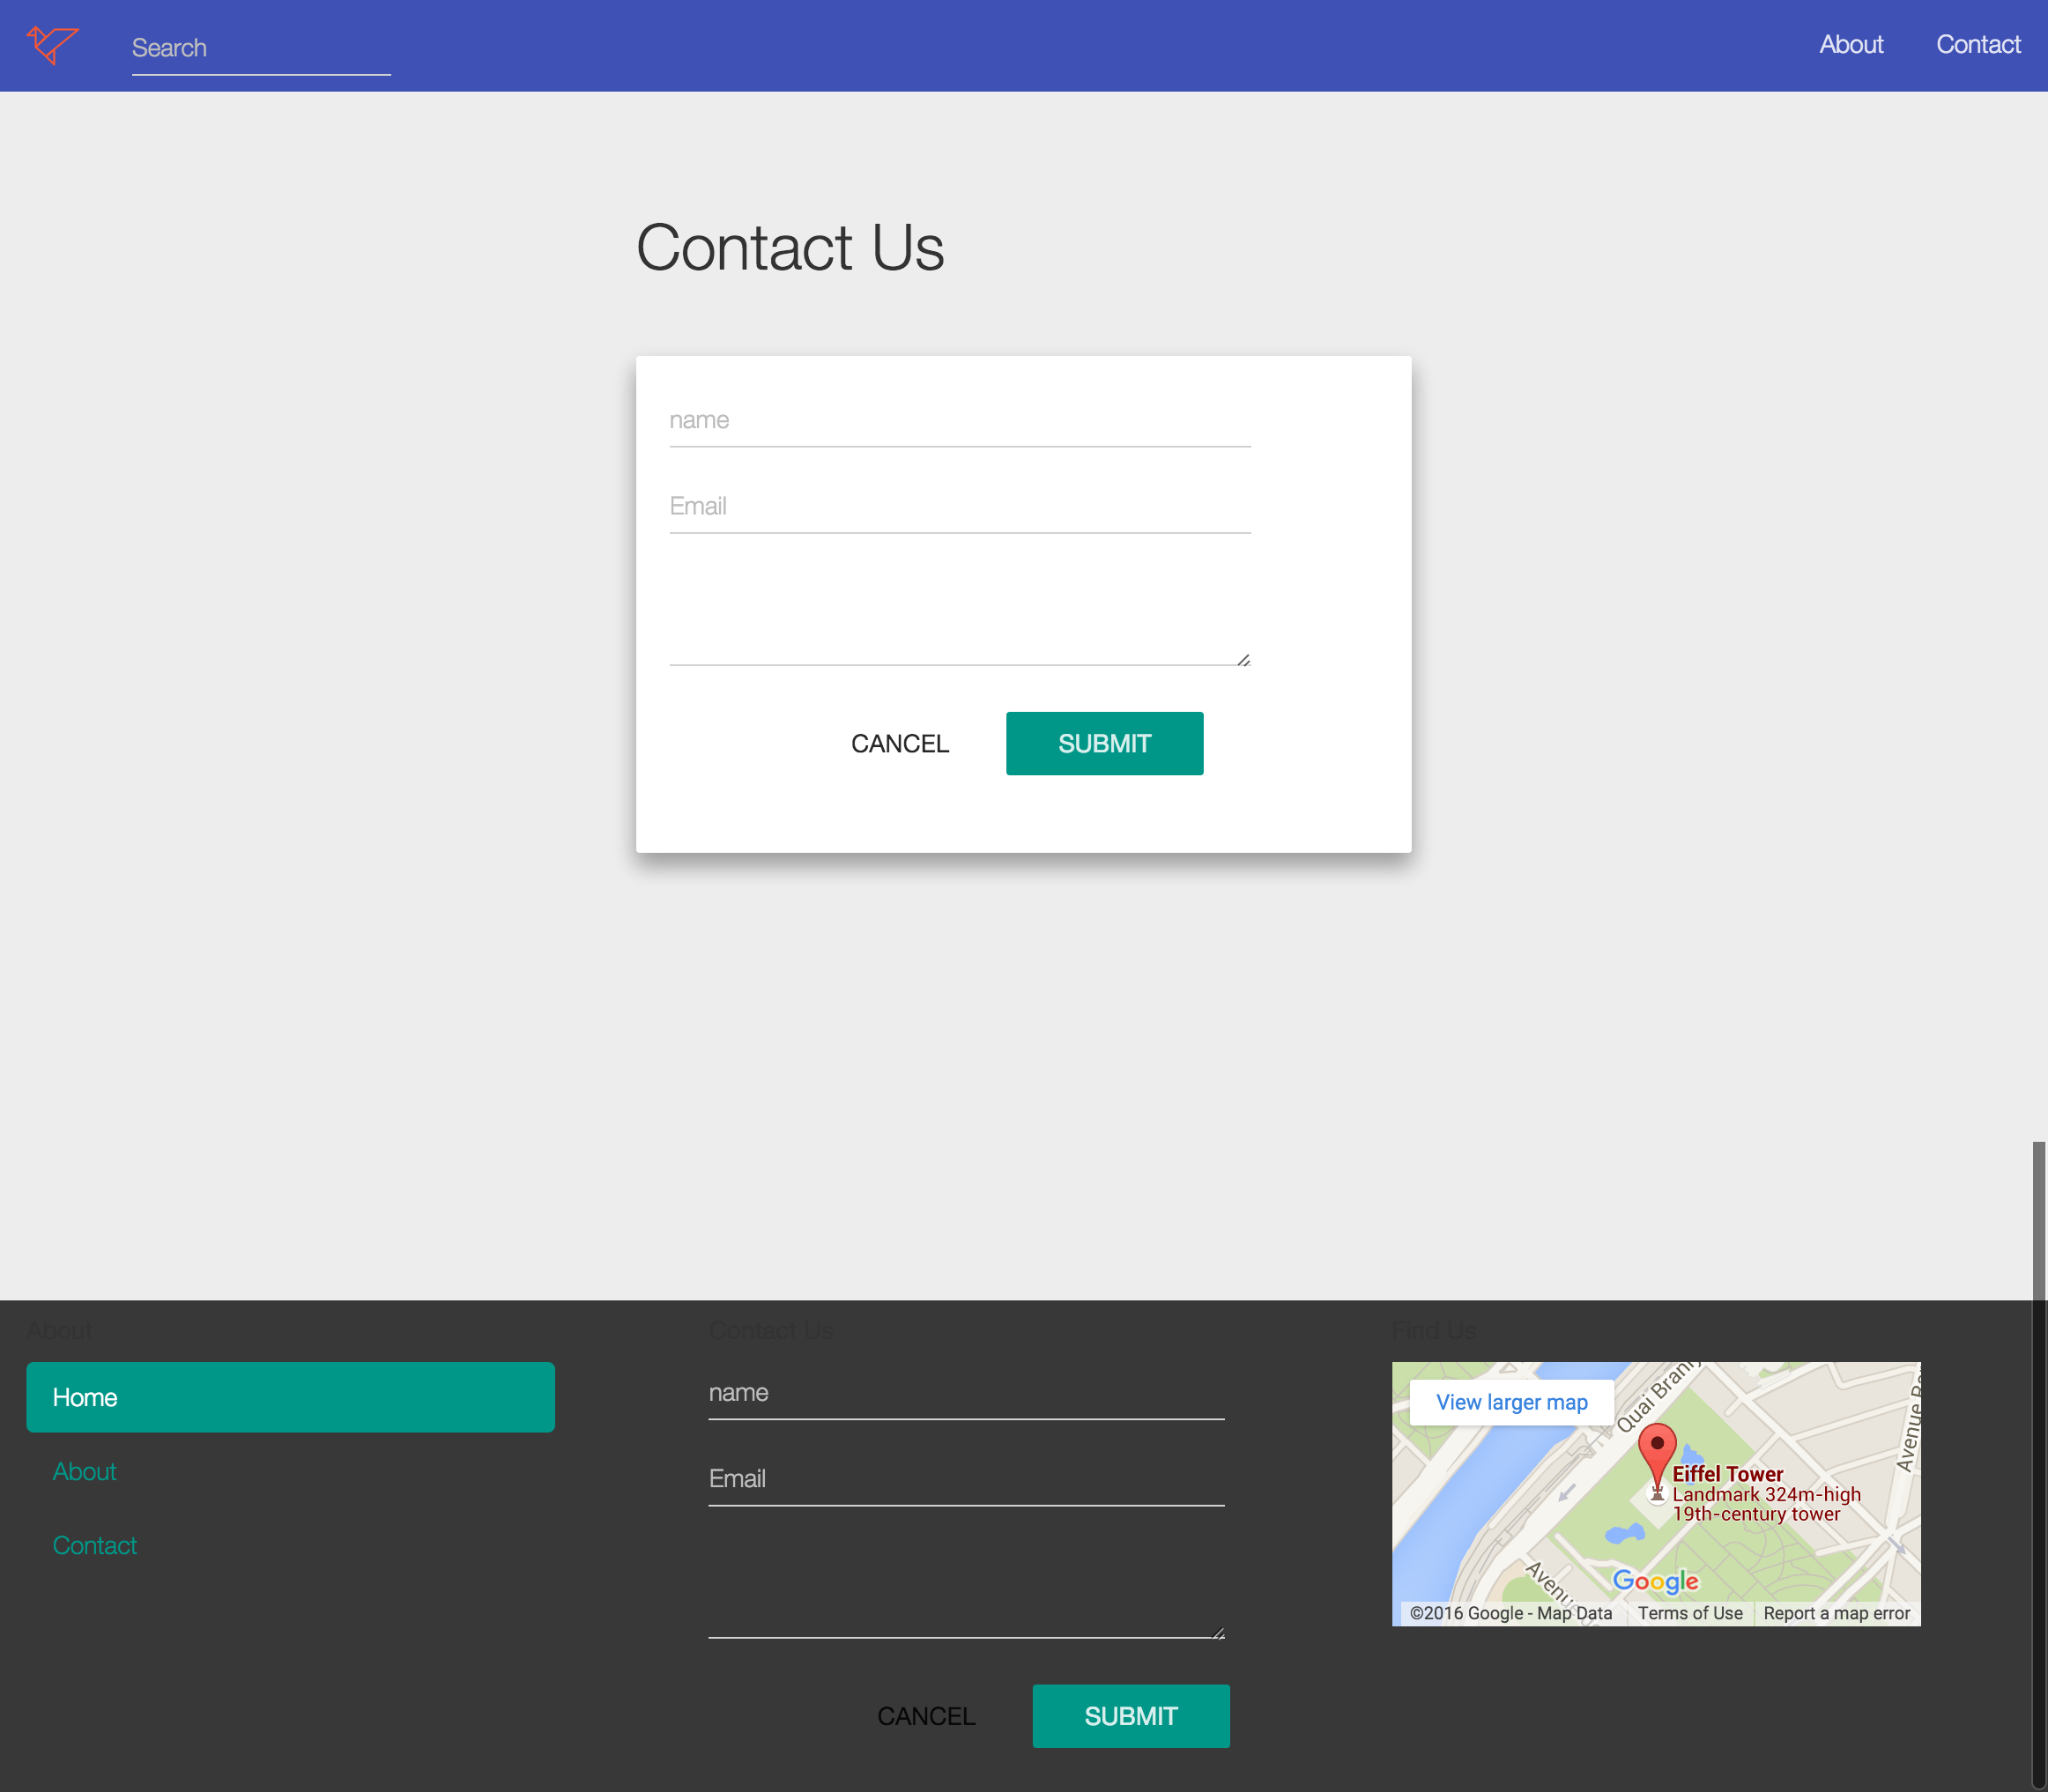 Search
About
Contact
Contact Us
name
Email
CANCEL
SUBMIT
About
Home
About
Contact
Contact Us
name
Email
CANCEL
SUBMIT
Find Us
View larger map
Quai Branly
Eiffel Tower
Landmark 324m-high
19th-century tower
Avenue
Avenue
Google
©2016 Google - Map Data
Terms of Use
Report a map error